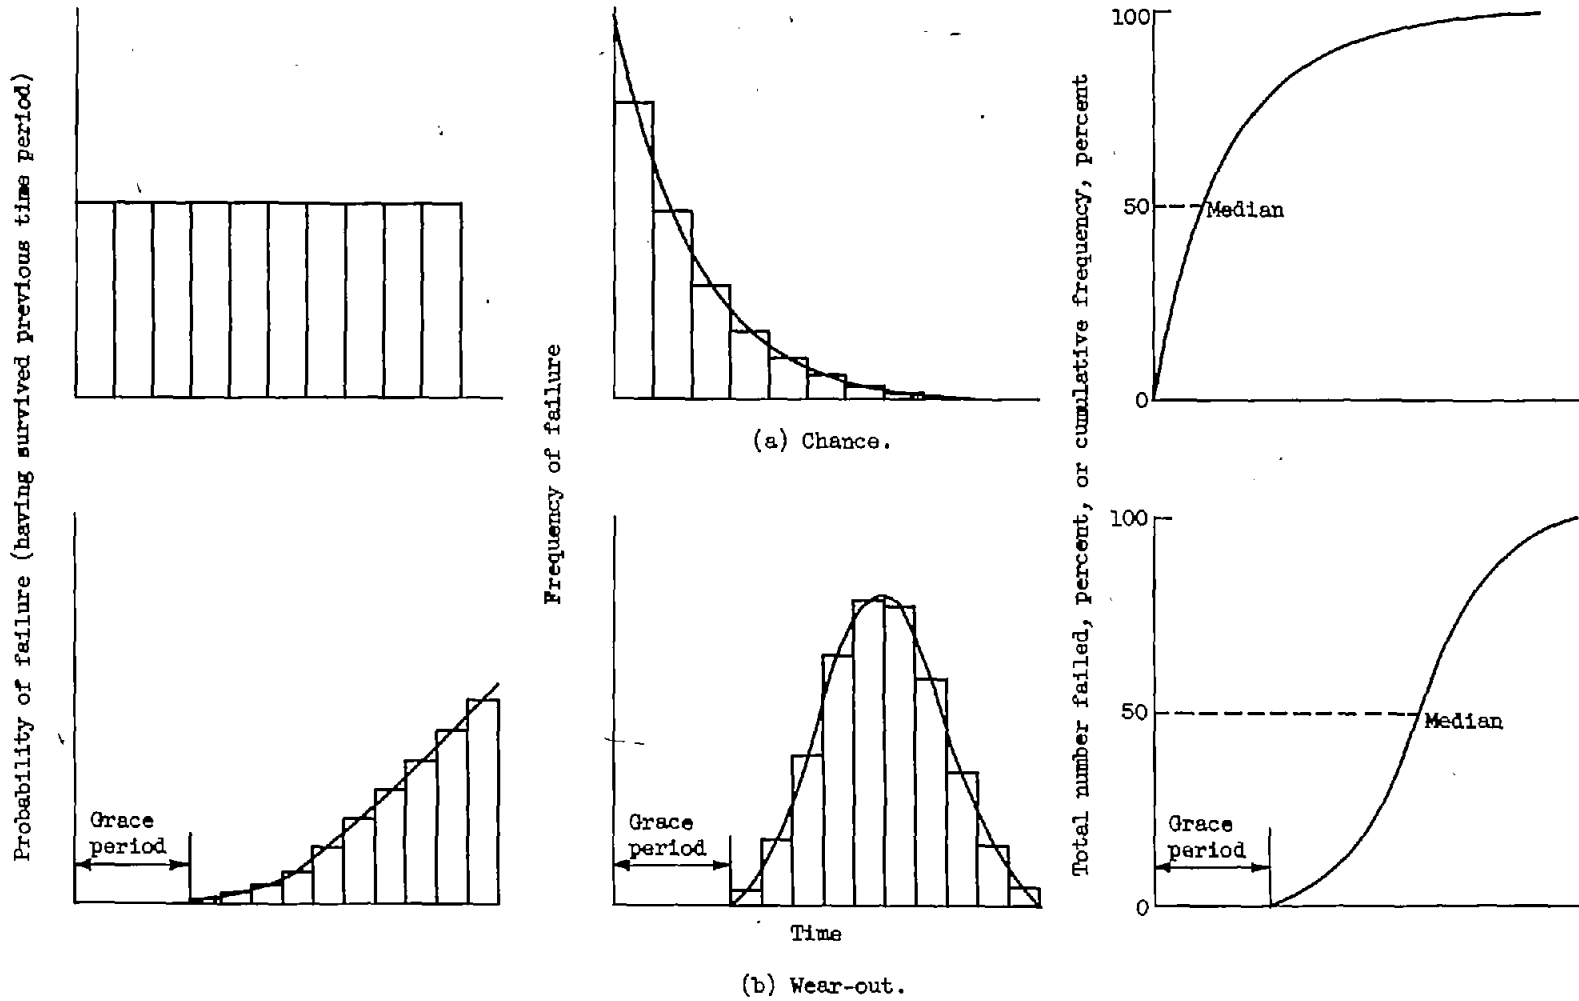 Probability of failure (having survived previous time period)
Frequency of failure
Total number failed, percent, or cumulative frequency, percent
100
50
Median
0
(a) Chance.
Grace
period
Grace
period
100
50
Median
Grace
period
0
Time
(b) Wear-out.